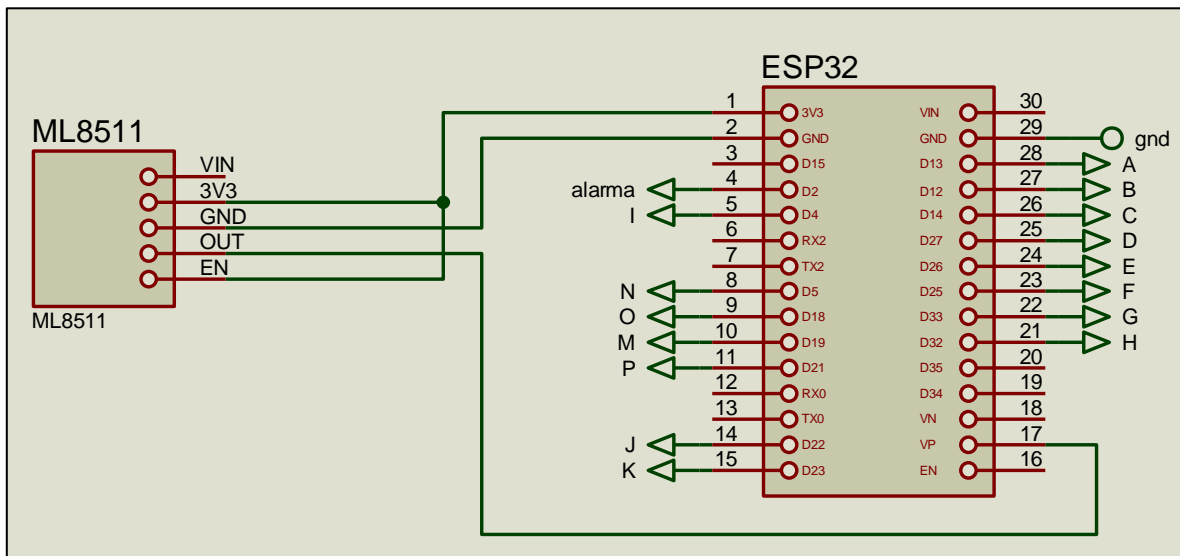 ESP32
ML8511
VIN
3V3
GND
OUT
EN
ML8511
1 3V3 VIN 30
2 GND GND 29 gnd
3 D15 D13 28 A
alarma 4 D2 D12 27 B
I 5 D4 D14 26 C
6 RX2 D27 25 D
7 TX2 D26 24 E
N 8 D5 D25 23 F
O 9 D18 D33 22 G
M 10 D19 D32 21 H
P 11 D21 D35 20
12 RX0 D34 19
13 TX0 VN 18
J 14 D22 VP 17
K 15 D23 EN 16